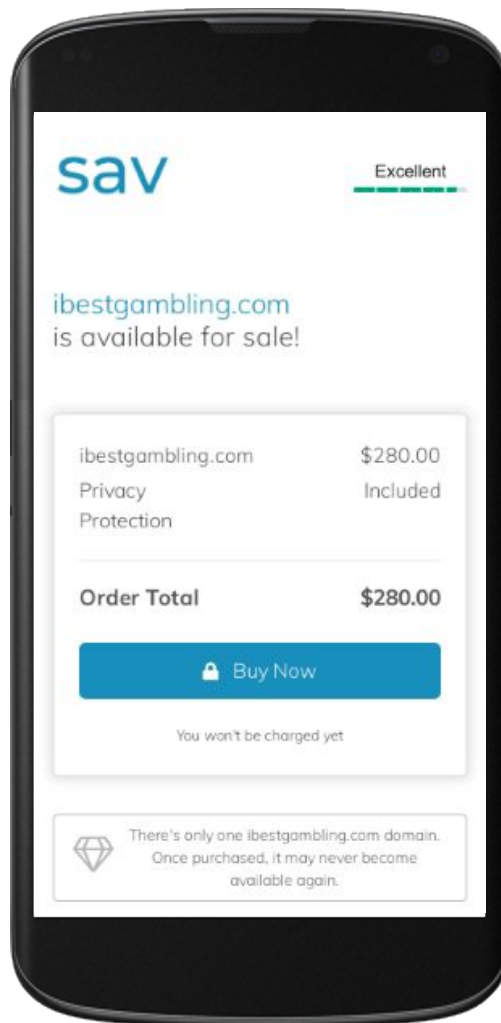 sav
Excellent
ibestgambling.com
is available for sale!
ibestgambling.com $280.00
Privacy Included
Protection
Order Total $280.00
Buy Now
You won't be charged yet
There's only one ibestgambling.com domain.
Once purchased, it may never become
available again.